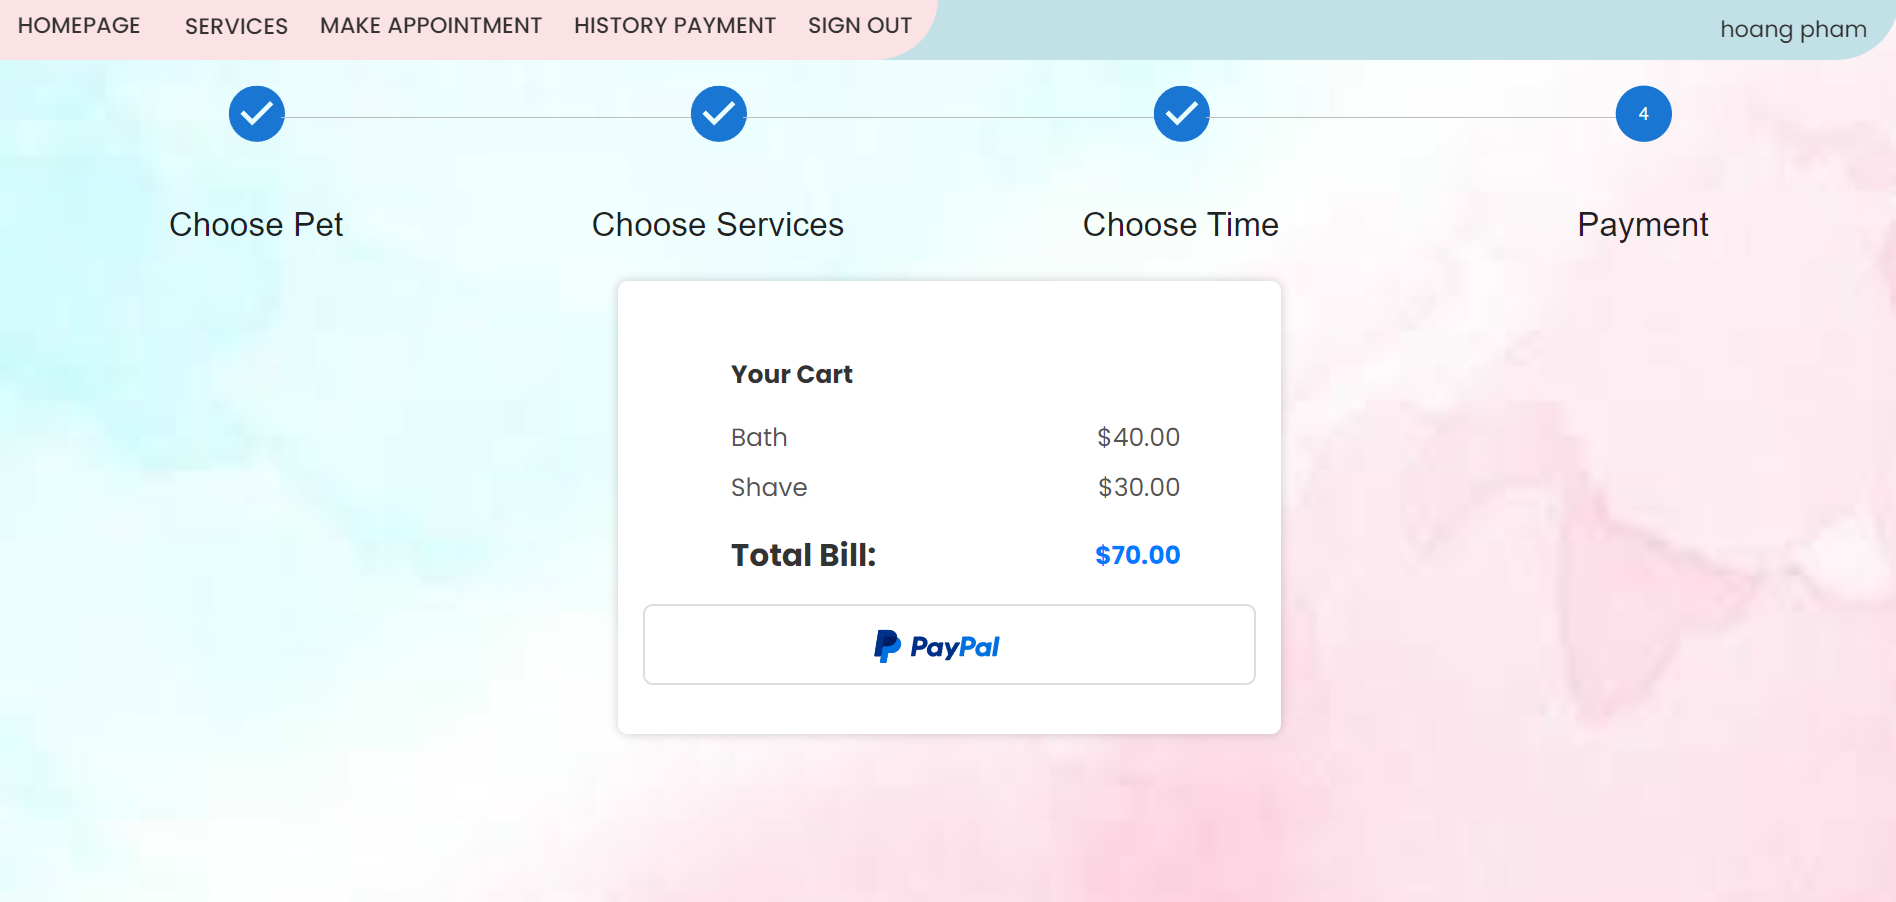 HOMEPAGE SERVICES MAKE APPOINTMENT HISTORY PAYMENT SIGN OUT hoang pham
4
Choose Pet Choose Services Choose Time Payment
Your Cart
Bath $40.00
Shave $30.00
Total Bill: $70.00
PayPal